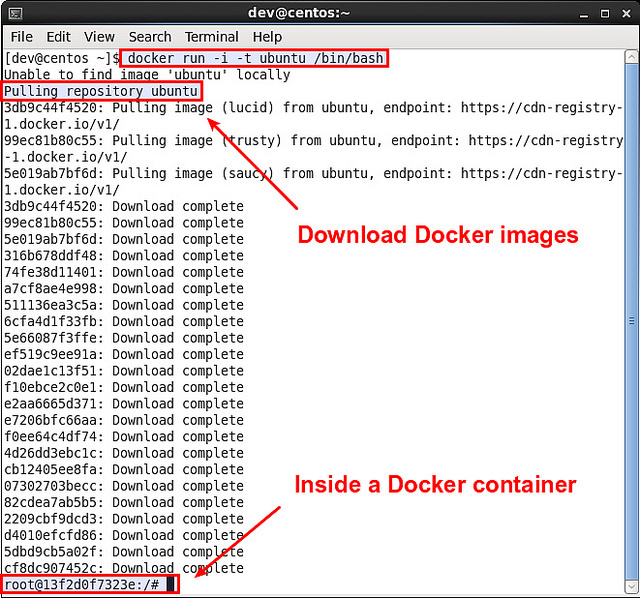 dev@centos:~
File Edit View Search Terminal Help
[dev@centos ~]$ docker run -i -t ubuntu /bin/bash
Unable to find image 'ubuntu' locally
Pulling repository ubuntu
3db9c44f4520: Pulling image (lucid) from ubuntu, endpoint: https://cdn-registry-
1.docker.io/v1/
99ec81b80c55: Pulling image (trusty) from ubuntu, endpoint: https://cdn-registry
-1.docker.io/v1/
5e019ab7bf6d: Pulling image (saucy) from ubuntu, endpoint: https://cdn-registry-
1.docker.io/v1/
3db9c44f4520: Download complete
99ec81b80c55: Download complete
5e019ab7bf6d: Download complete
Download Docker images
316b678ddf48: Download complete
74fe38d11401: Download complete
a7cf8ae4e998: Download complete
511136ea3c5a: Download complete
6cfa4d1f33fb: Download complete
5e66087f3ffe: Download complete
ef519c9ee91a: Download complete
02dae1c13f51: Download complete
f10ebce2c0e1: Download complete
e2aa6665d371: Download complete
e7206bfc66aa: Download complete
f0ee64c4df74: Download complete
4d26dd3ebc1c: Download complete
cb12405ee8fa: Download complete
07302703becc: Download complete
Inside a Docker container
82cdea7ab5b5: Download complete
2209cbf9dcd3: Download complete
d4010efcfd86: Download complete
5dbd9cb5a02f: Download complete
cf8dc907452c: Download complete
root@13f2d0f7323e:/#